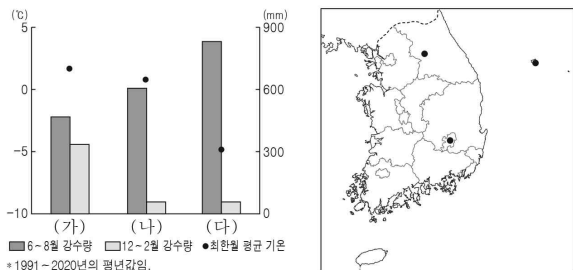 (℃) (mm)
5 900
0 600
-5 300
-10 0
(가) (나) (다)
6~8월 강수량 12~2월 강수량 최한월 평균 기온
* 1991~2020년의 평년값임.